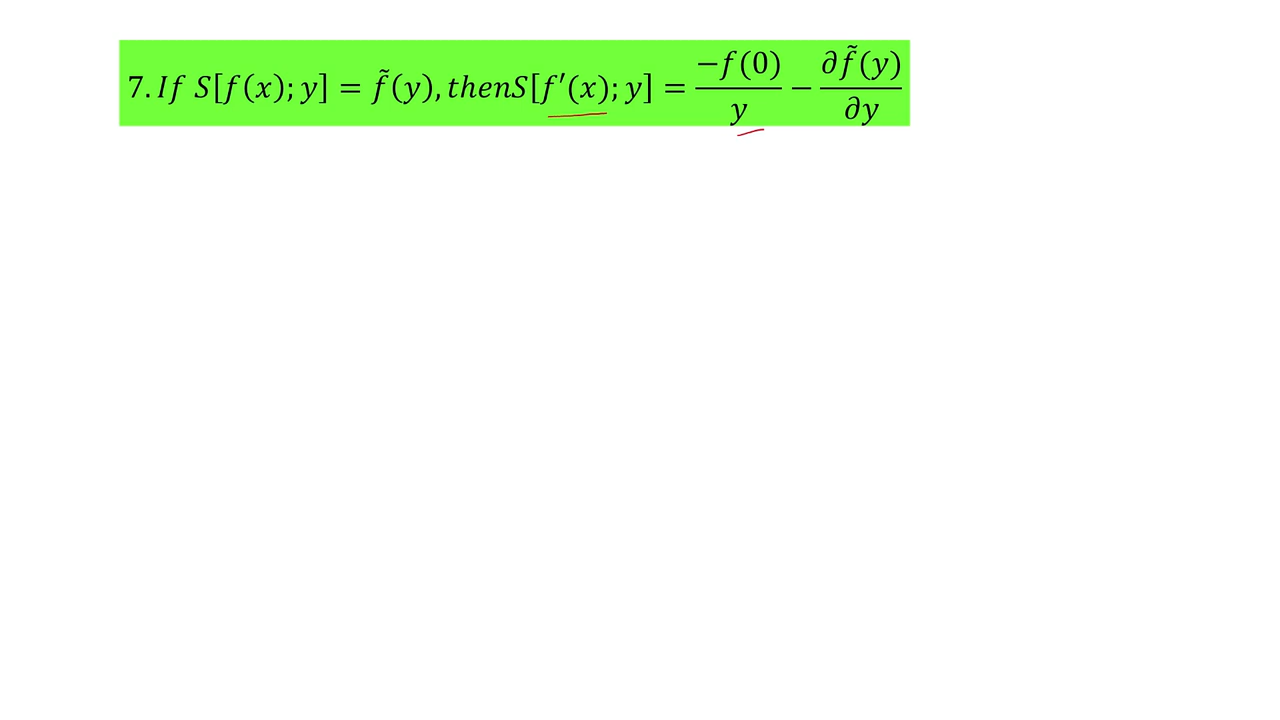 7. If S[f(x); y] = f̃(y), thenS[f′(x); y] = −f(0)/y − ∂f̃(y)/∂y